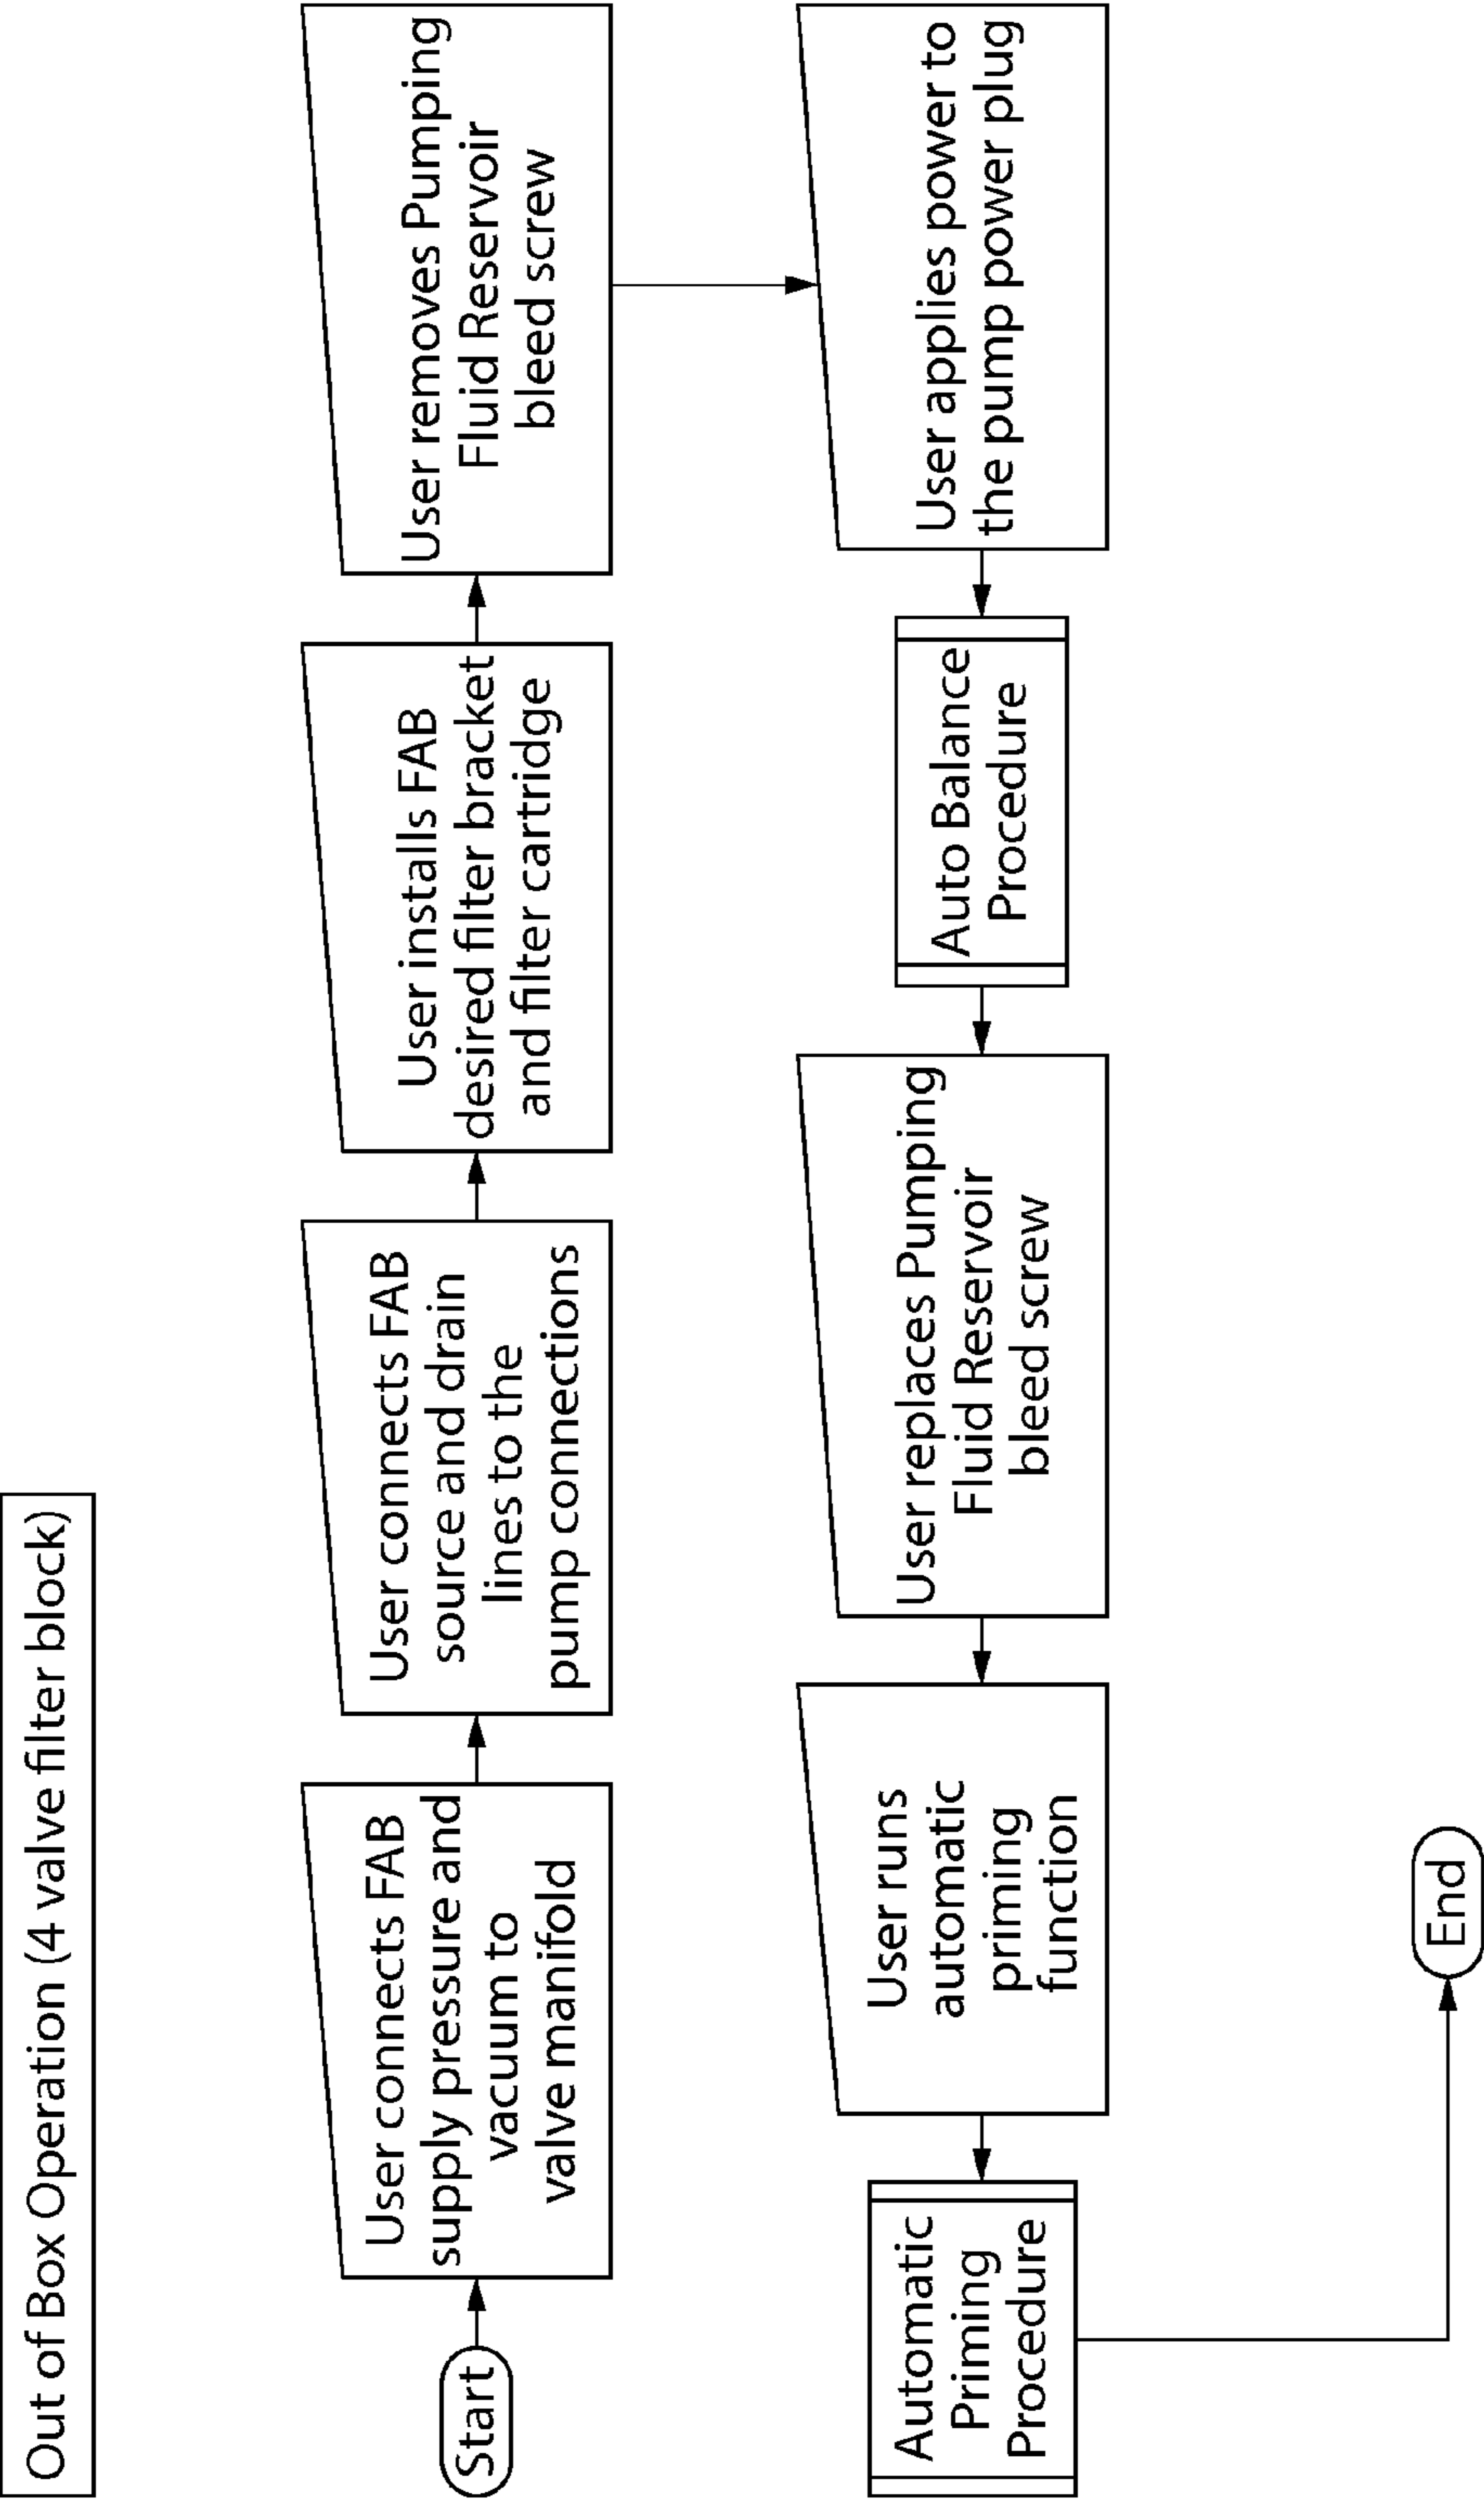 Out of Box Operation (4 valve filter block)
Start
User connects FAB
supply pressure and
vacuum to
valve manifold
User connects FAB
source and drain
lines to the
pump connections
User installs FAB
desired filter bracket
and filter cartridge
User removes Pumping
Fluid Reservoir
bleed screw
User applies power to
the pump power plug
Auto Balance
Procedure
User replaces Pumping
Fluid Reservoir
bleed screw
User runs
automatic
priming
function
Automatic
Priming
Procedure
End